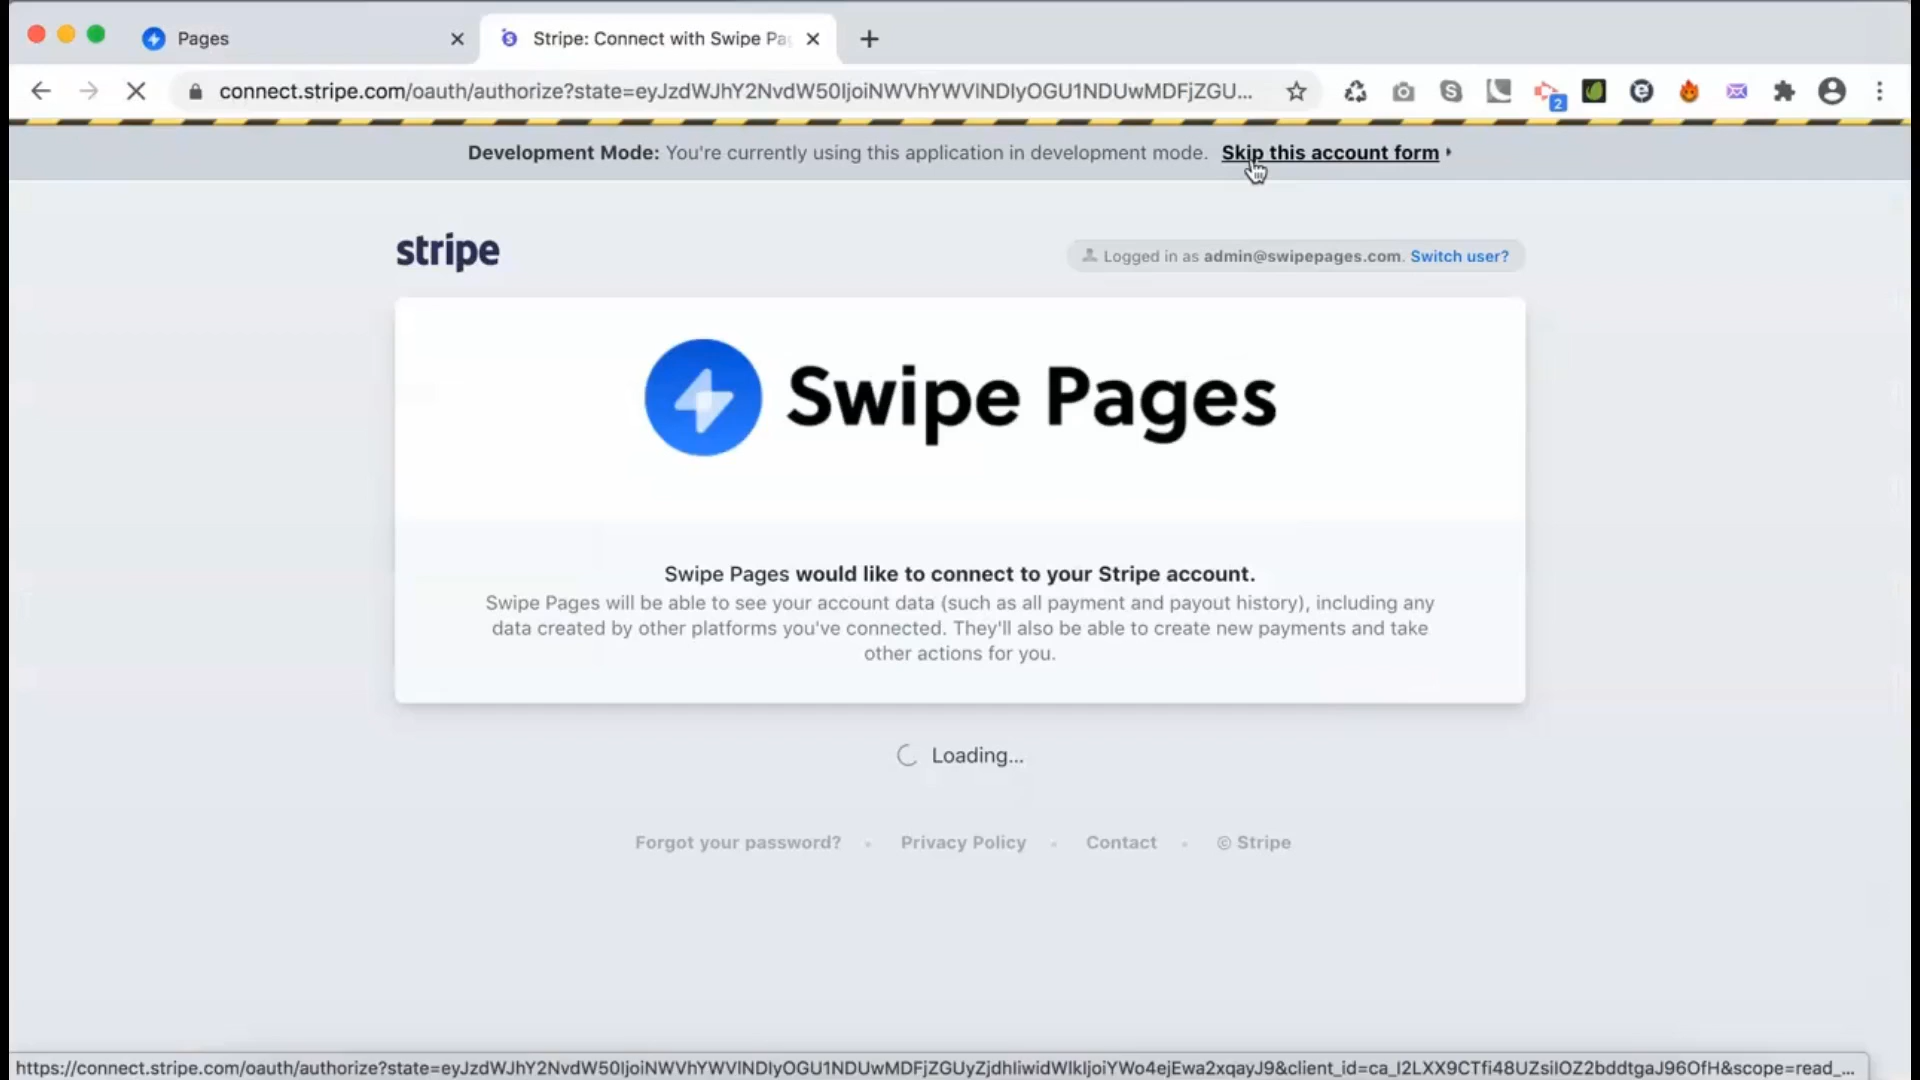 Pages
Stripe: Connect with Swipe Pa
connect.stripe.com/oauth/authorize?state=eyJzdWJhY2NvdW50IjoiNWVhYWVlNDIyOGU1NDUwMDFjZGU...
2
Development Mode: You're currently using this application in development mode. Skip this account form
stripe
Logged in as admin@swipepages.com. Switch user?
Swipe Pages
Swipe Pages would like to connect to your Stripe account.
Swipe Pages will be able to see your account data (such as all payment and payout history), including any
data created by other platforms you've connected. They'll also be able to create new payments and take
other actions for you.
Loading...
Forgot your password? • Privacy Policy • Contact • © Stripe
https://connect.stripe.com/oauth/authorize?state=eyJzdWJhY2NvdW50IjoiNWVhYWVlNDIyOGU1NDUwMDFjZGUyZjdhIiwidWlkIjoiYWo4ejEwa2xqayJ9&client_id=ca_I2LXX9CTfi48UZsiIOZ2bddtgaJ96OfH&scope=read_...